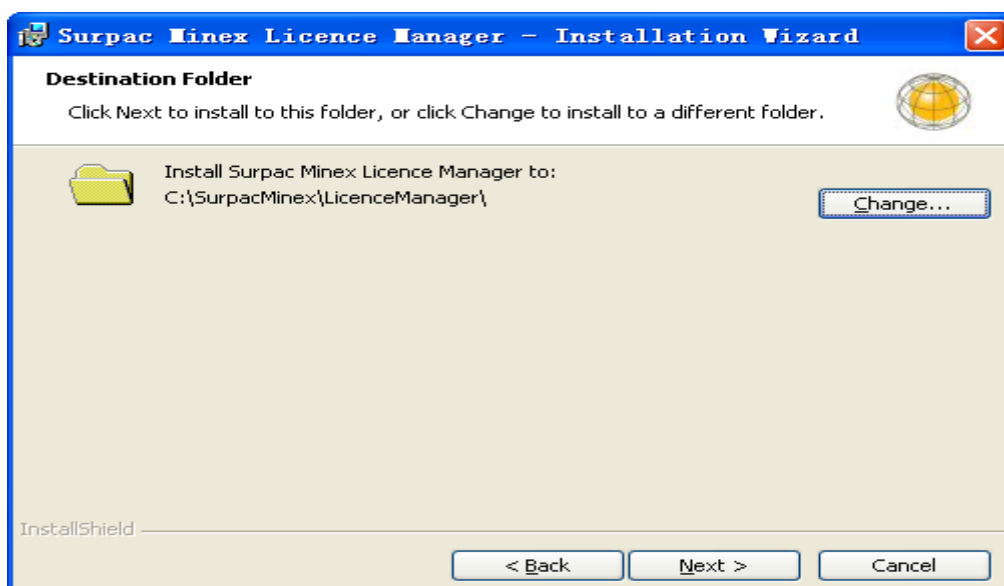 Surpac Minex Licence Manager - Installation Wizard
Destination Folder
Click Next to install to this folder, or click Change to install to a different folder.
Install Surpac Minex Licence Manager to:
C:\SurpacMinex\LicenceManager\
Change...
InstallShield
< Back
Next >
Cancel